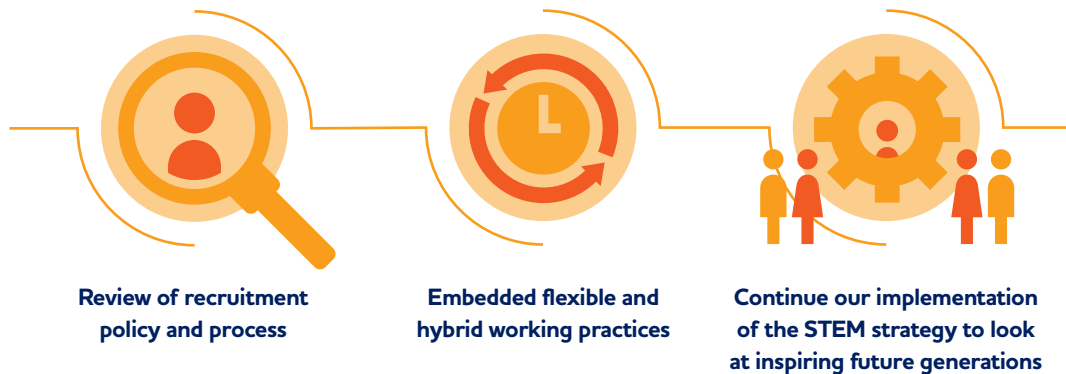 Review of recruitment
policy and process
Embedded flexible and
hybrid working practices
Continue our implementation
of the STEM strategy to look
at inspiring future generations